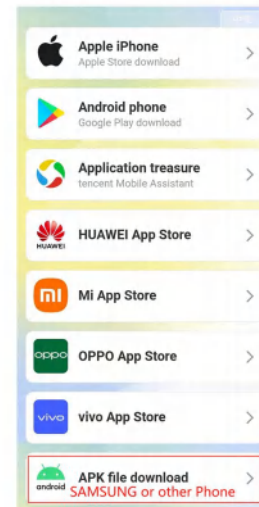 Apple iPhone
Apple Store download
Android phone
Google Play download
Application treasure
tencent Mobile Assistant
HUAWEI
HUAWEI App Store
mi
Mi App Store
oppo
OPPO App Store
vivo
vivo App Store
android
APK file download
SAMSUNG or other Phone